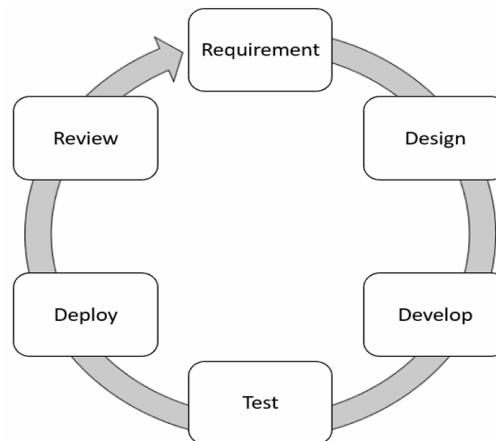 Requirement
Design
Develop
Test
Deploy
Review